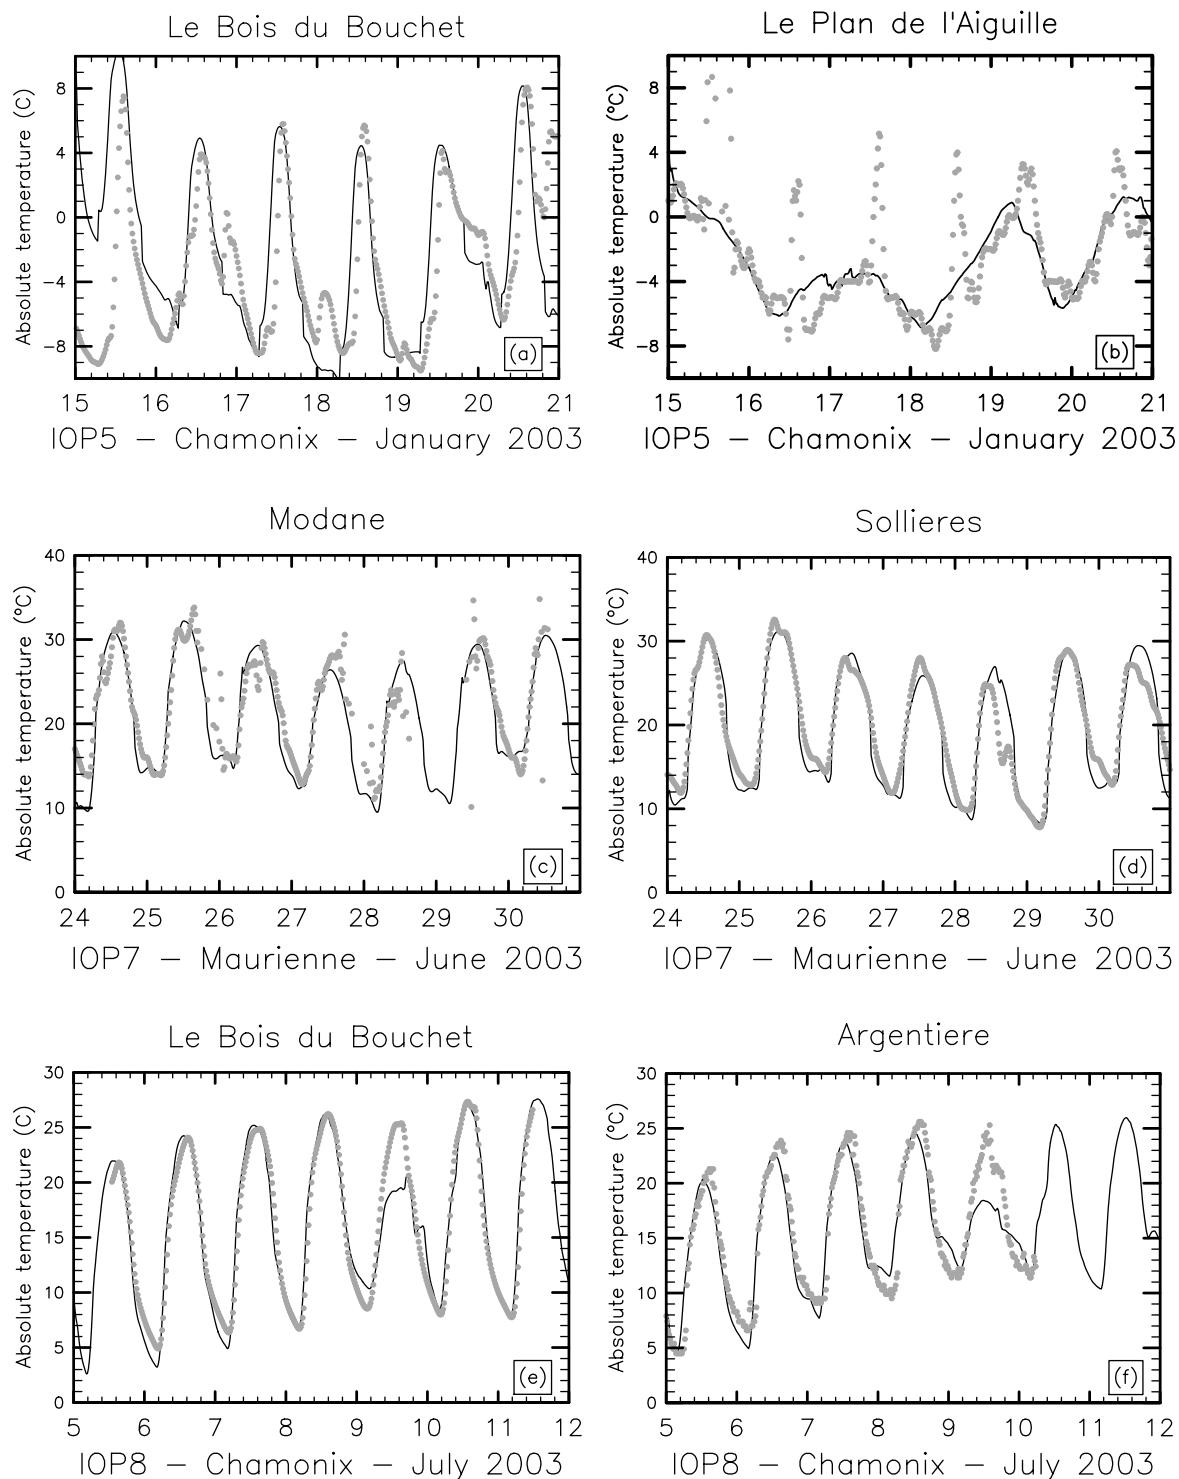 Le Bois du Bouchet
Absolute temperature (C)
8
4
0
−4
−8
(a)
15 16 17 18 19 20 21
IOP5 − Chamonix − January 2003
Le Plan de l'Aiguille
Absolute temperature (°C)
8
4
0
−4
−8
(b)
15 16 17 18 19 20 21
IOP5 − Chamonix − January 2003
Modane
Absolute temperature (°C)
40
30
20
10
0
(c)
24 25 26 27 28 29 30
IOP7 − Maurienne − June 2003
Sollieres
Absolute temperature (°C)
40
30
20
10
0
(d)
24 25 26 27 28 29 30
IOP7 − Maurienne − June 2003
Le Bois du Bouchet
Absolute temperature (C)
30
25
20
15
10
5
0
(e)
5 6 7 8 9 10 11 12
IOP8 − Chamonix − July 2003
Argentiere
Absolute temperature (°C)
30
25
20
15
10
5
0
(f)
5 6 7 8 9 10 11 12
IOP8 − Chamonix − July 2003